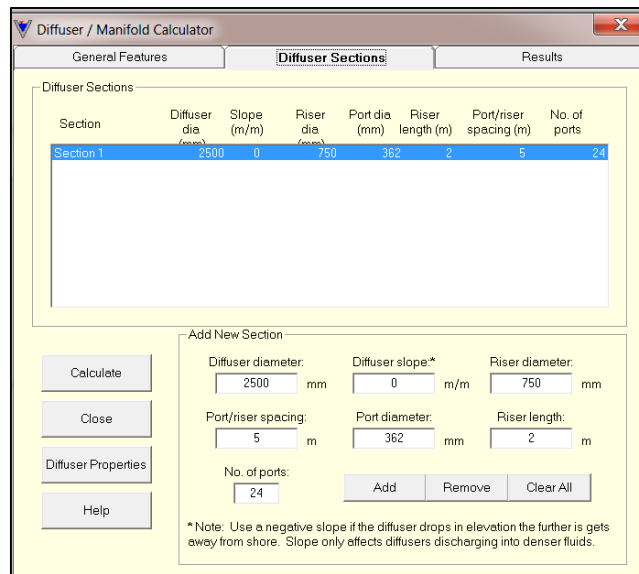 Diffuser / Manifold Calculator
General Features Diffuser Sections Results
Diffuser Sections
Section Diffuser dia (mm) Slope (m/m) Riser dia (mm) Port dia (mm) Riser length (m) Port/riser spacing (m) No. of ports
Section 1 2500 0 750 362 2 5 24
Add New Section
Calculate
Close
Diffuser Properties
Help
Diffuser diameter: Diffuser slope:* Riser diameter:
2500 mm 0 m/m 750 mm
Port/riser spacing: Port diameter: Riser length:
5 m 362 mm 2 m
No. of ports:
24 Add Remove Clear All
* Note: Use a negative slope if the diffuser drops in elevation the further is gets
away from shore. Slope only affects diffusers discharging into denser fluids.